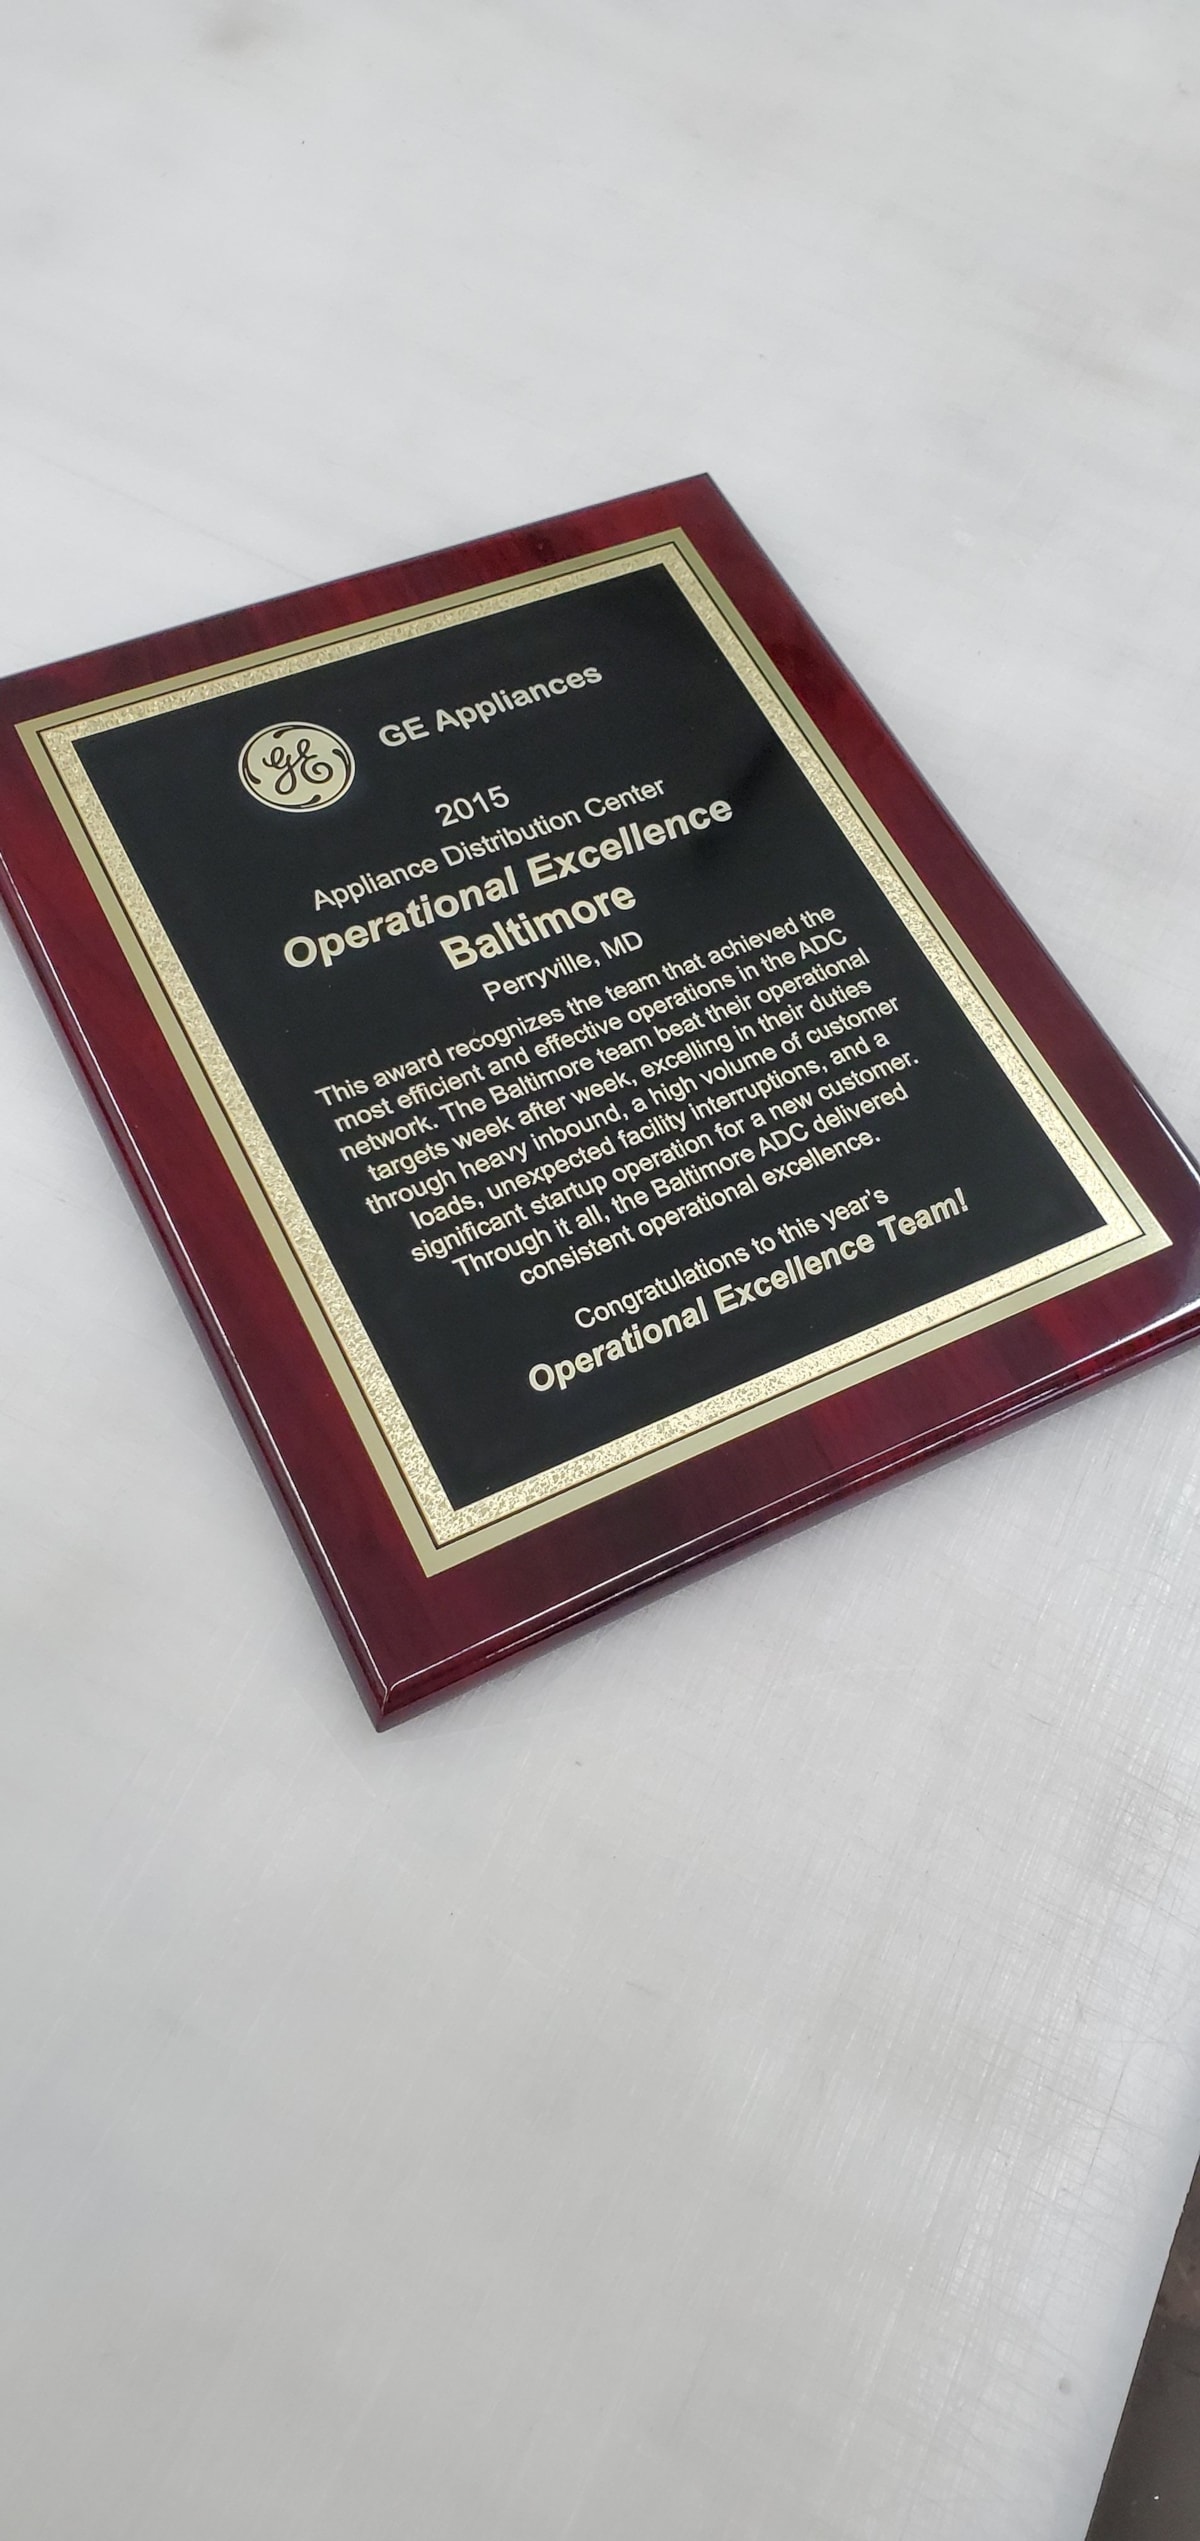 GE GE Appliances
2015
Appliance Distribution Center
Operational Excellence
Baltimore
Perryville, MD
This award recognizes the team that achieved the
most efficient and effective operations in the ADC
network. The Baltimore team beat their operational
targets week after week, excelling in their duties
through heavy inbound, a high volume of customer
loads, unexpected facility interruptions, and a
significant startup operation for a new customer.
Through it all, the Baltimore ADC delivered
consistent operational excellence.
Congratulations to this year's
Operational Excellence Team!